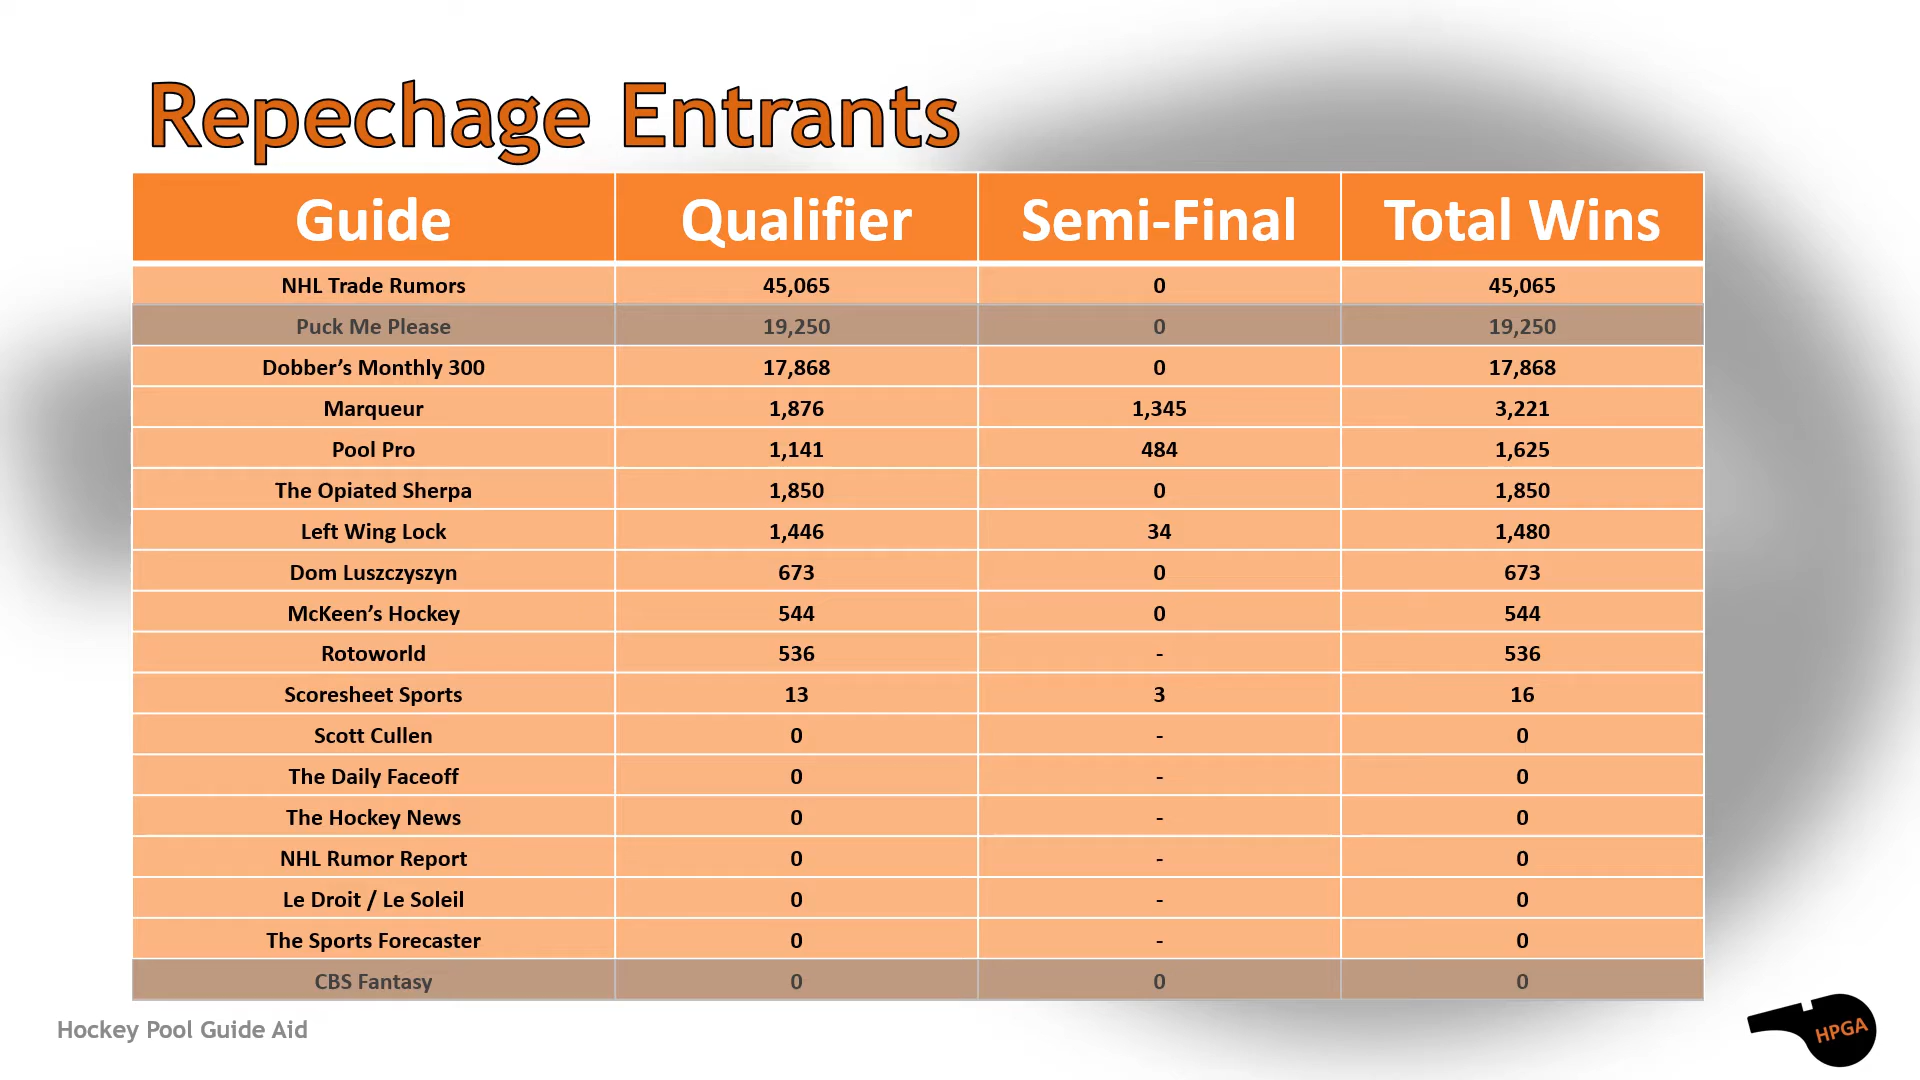 Repechage Entrants
Guide Qualifier Semi-Final Total Wins
NHL Trade Rumors 45,065 0 45,065
Puck Me Please 19,250 0 19,250
Dobber’s Monthly 300 17,868 0 17,868
Marqueur 1,876 1,345 3,221
Pool Pro 1,141 484 1,625
The Opiated Sherpa 1,850 0 1,850
Left Wing Lock 1,446 34 1,480
Dom Luszczyszyn 673 0 673
McKeen’s Hockey 544 0 544
Rotoworld 536 - 536
Scoresheet Sports 13 3 16
Scott Cullen 0 - 0
The Daily Faceoff 0 - 0
The Hockey News 0 - 0
NHL Rumor Report 0 - 0
Le Droit / Le Soleil 0 - 0
The Sports Forecaster 0 - 0
CBS Fantasy 0 0 0
Hockey Pool Guide Aid
HPGA